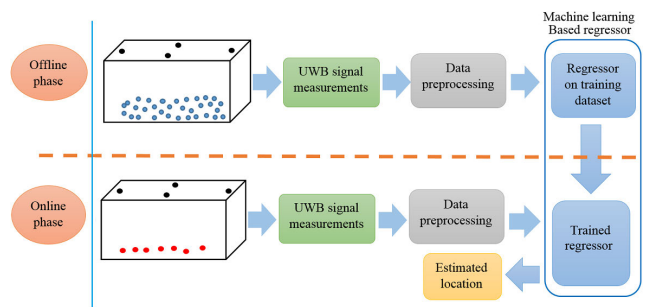 Machine learning
Based regressor
Offline
phase
UWB signal
measurements
Data
preprocessing
Regressor
on training
dataset
Online
phase
UWB signal
measurements
Data
preprocessing
Trained
regressor
Estimated
location